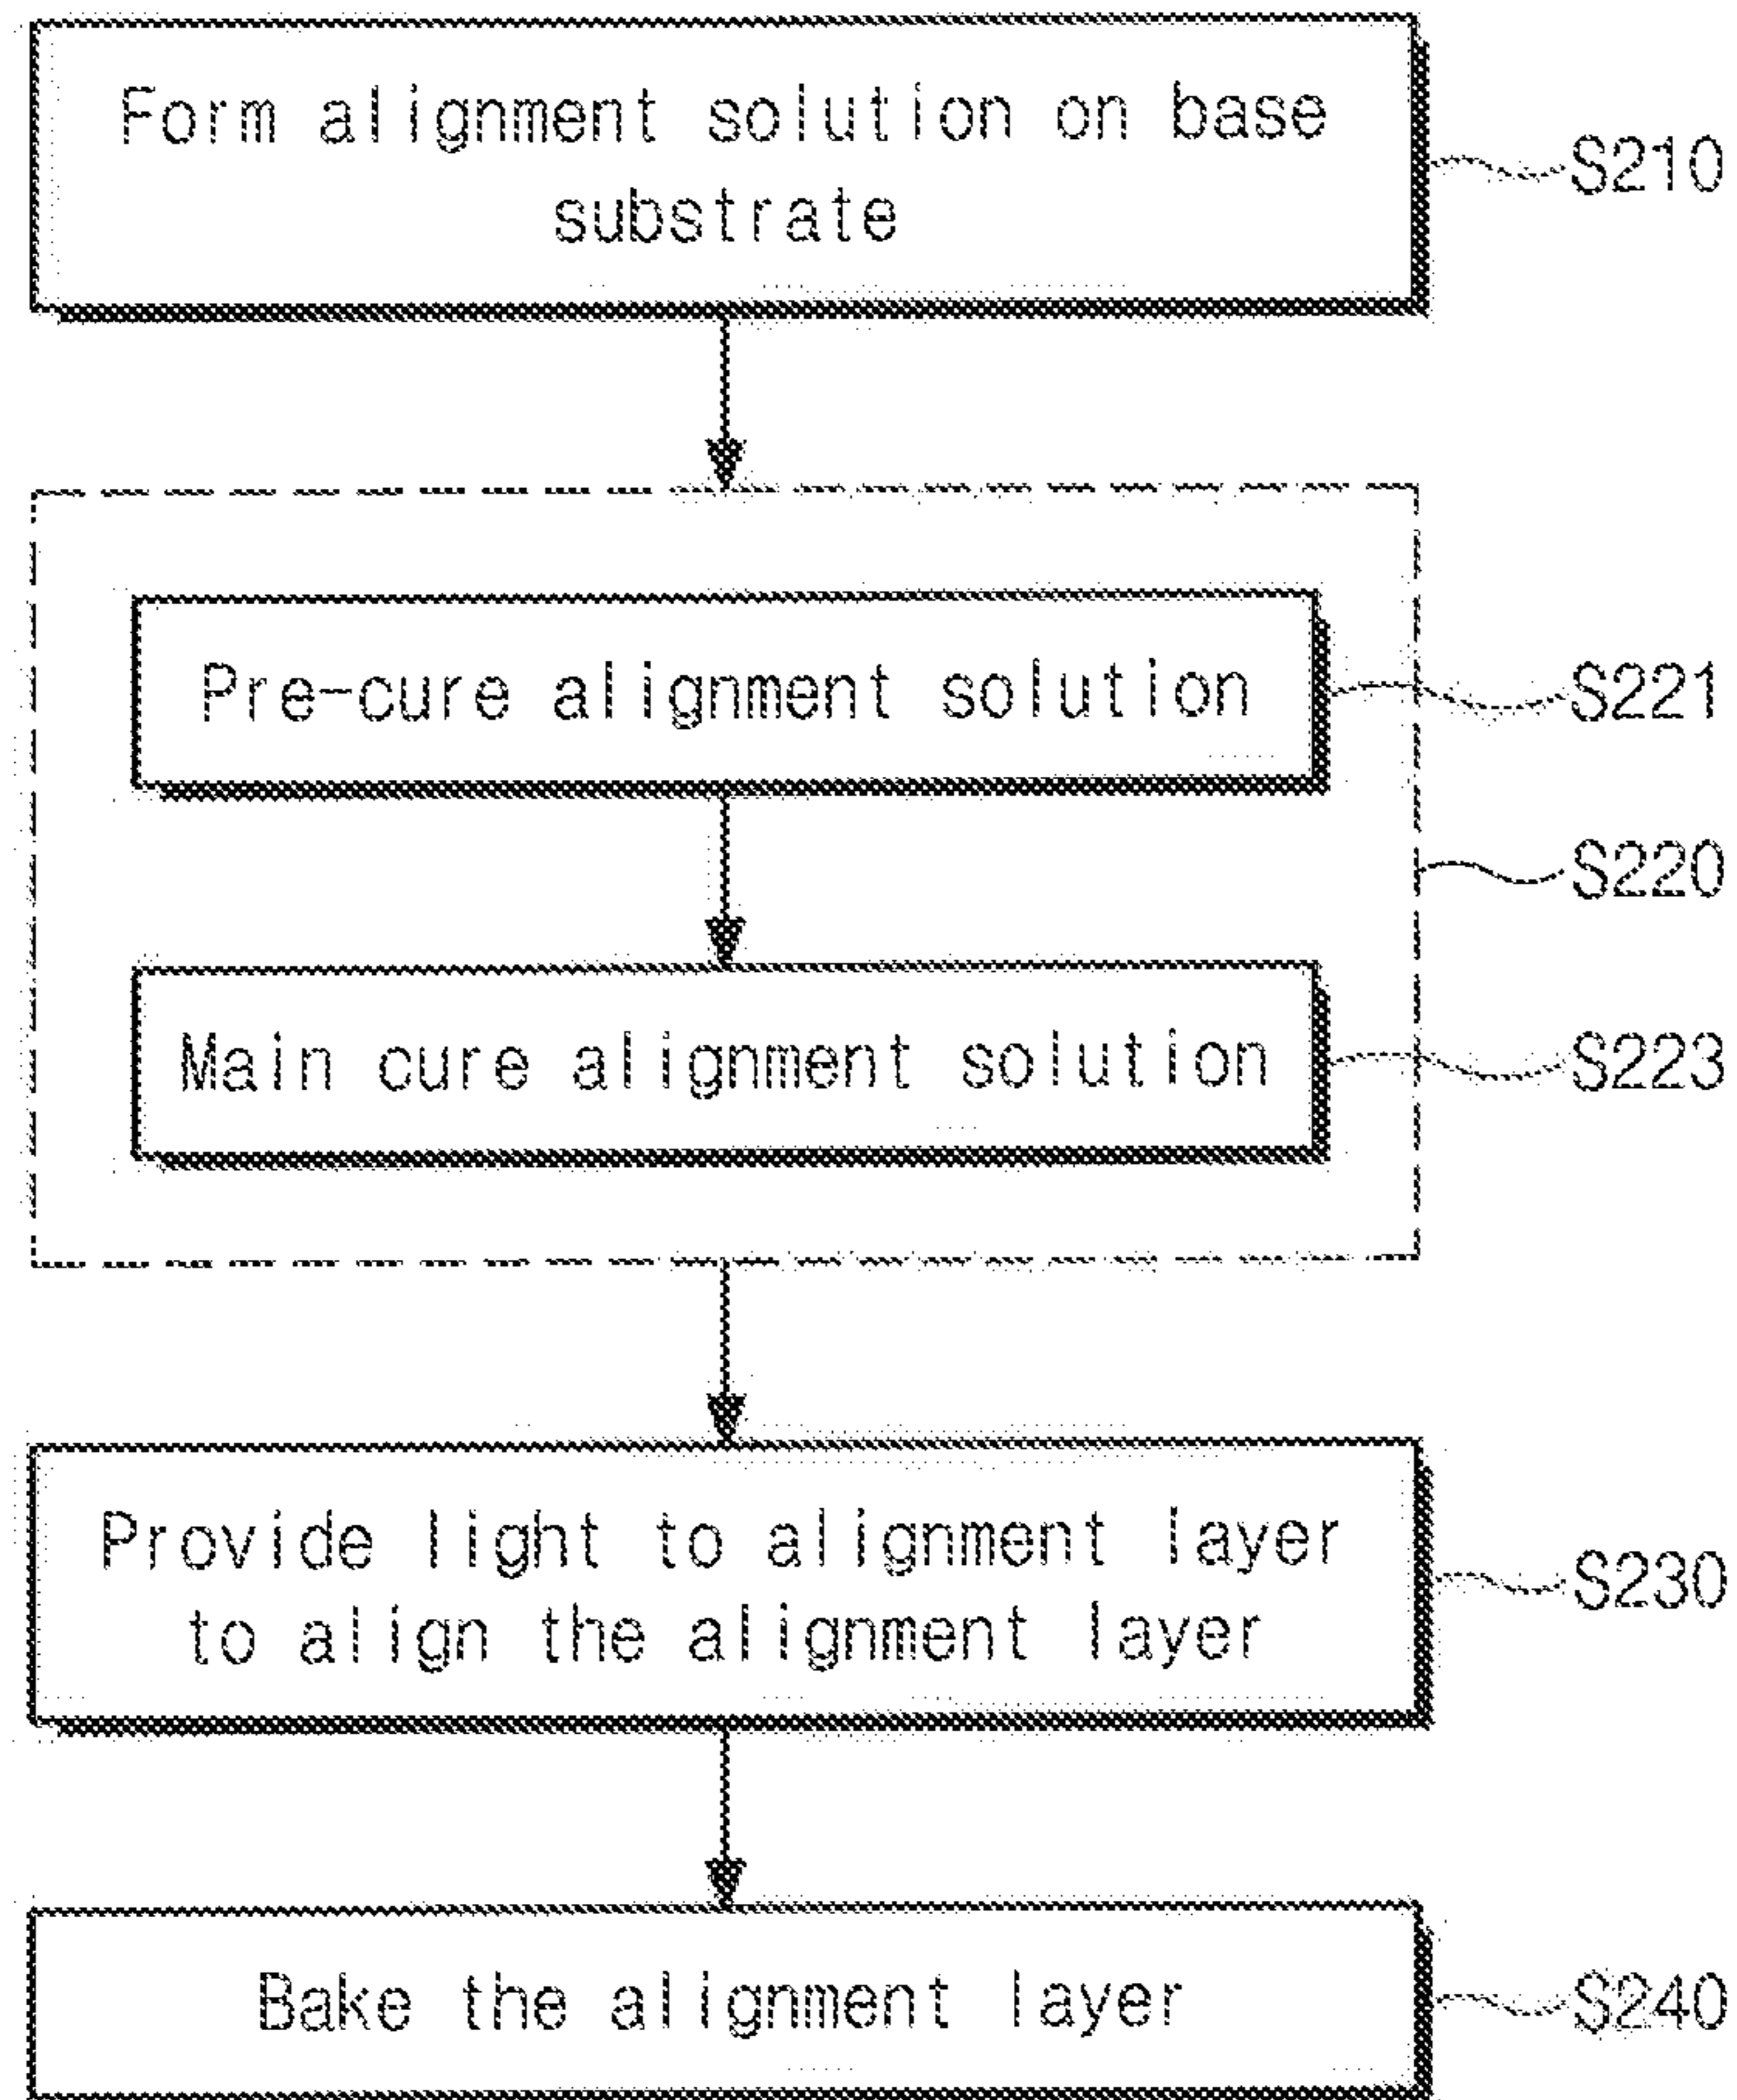 Form alignment solution on base
substrate
S210
Pre-cure alignment solution
S221
S220
Main cure alignment solution
S223
Provide light to alignment layer
to align the alignment layer
S230
Bake the alignment layer
S240